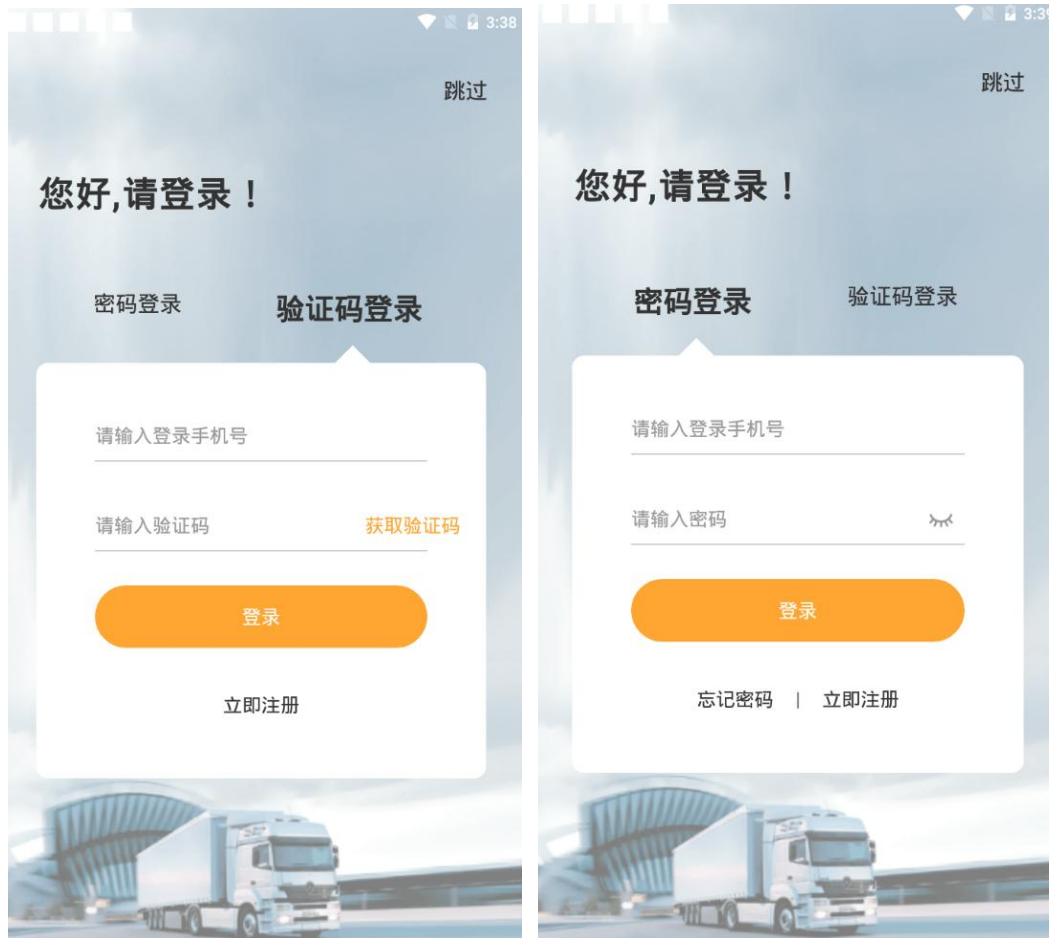 3:38
跳过
您好,请登录！
密码登录 验证码登录
请输入登录手机号
请输入验证码 获取验证码
登录
立即注册
3:39
跳过
您好,请登录！
密码登录 验证码登录
请输入登录手机号
请输入密码
登录
忘记密码 | 立即注册